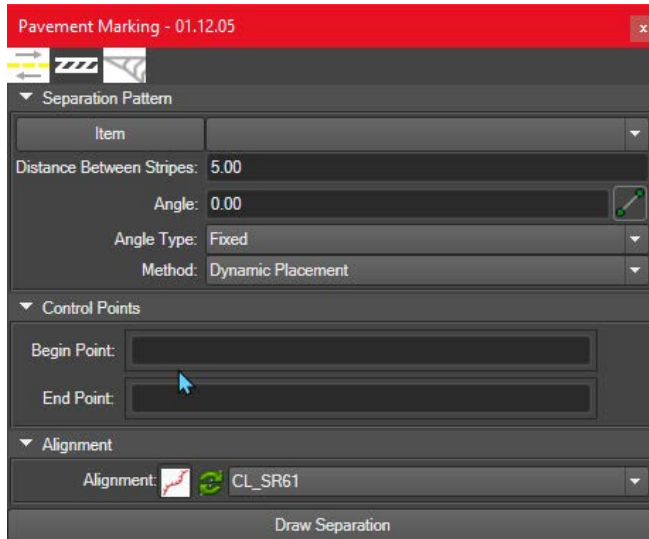 Pavement Marking - 01.12.05
x
Separation Pattern
Item
Distance Between Stripes: 5.00
Angle: 0.00
Angle Type: Fixed
Method: Dynamic Placement
Control Points
Begin Point:
End Point:
Alignment
Alignment: CL_SR61
Draw Separation